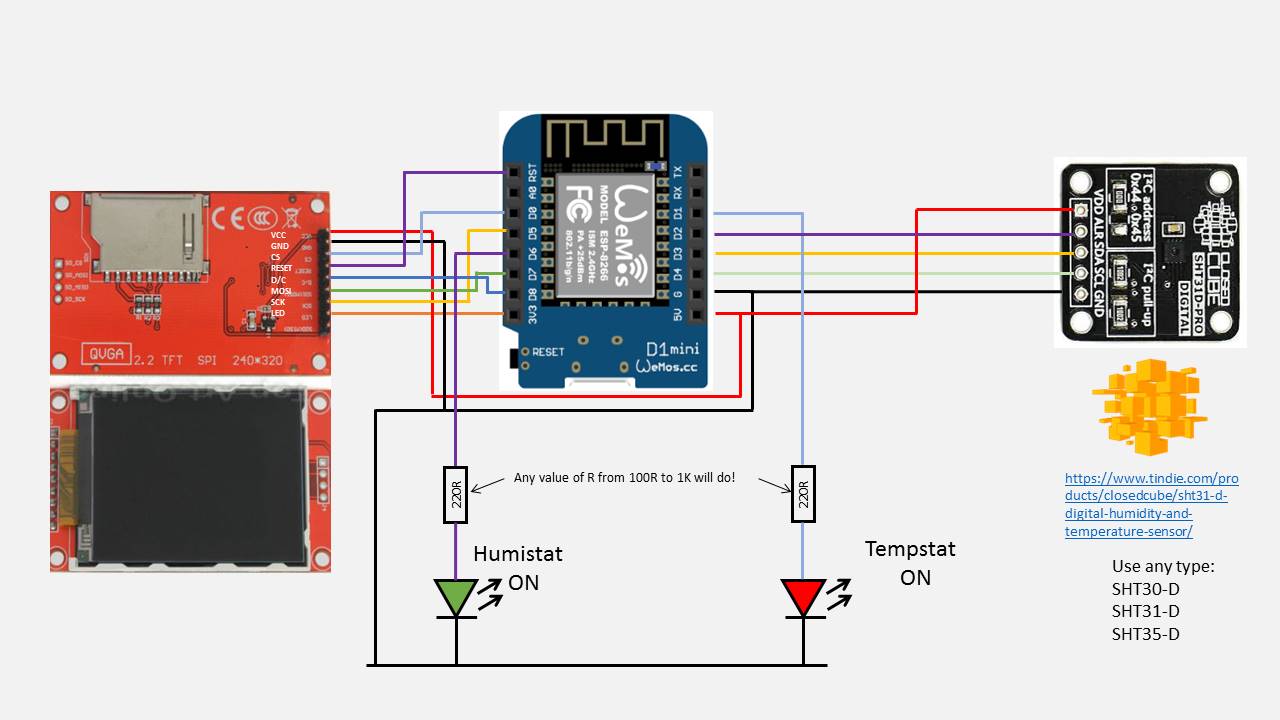 VCC
GND
CS
RESET
D/C
MOSI
SCK
LED
SD_CS
SD_MOSI
SD_MISO
SD_SCK
QVGA
2.2 TFT SPI 240*320
RST
A0
D0
D5
D6
D7
D8
3V3
TX
RX
D1
D2
D3
D4
G
5V
WeMos
MODEL ESP-8266
ISM 2.4GHz
PA +25dBm
802.11b/g/n
FC
RESET
D1mini
WeMos.cc
I²C address
0x44 0x45
I²C pull-up
VDD ALR SDA SCL GND
CLOSED
CUBE
SHT31D-PRO
DIGITAL
Any value of R from 100R to 1K will do!
220R
220R
Humistat
ON
Tempstat
ON
https://www.tindie.com/pro
ducts/closedcube/sht31-d-
digital-humidity-and-
temperature-sensor/
Use any type:
SHT30-D
SHT31-D
SHT35-D